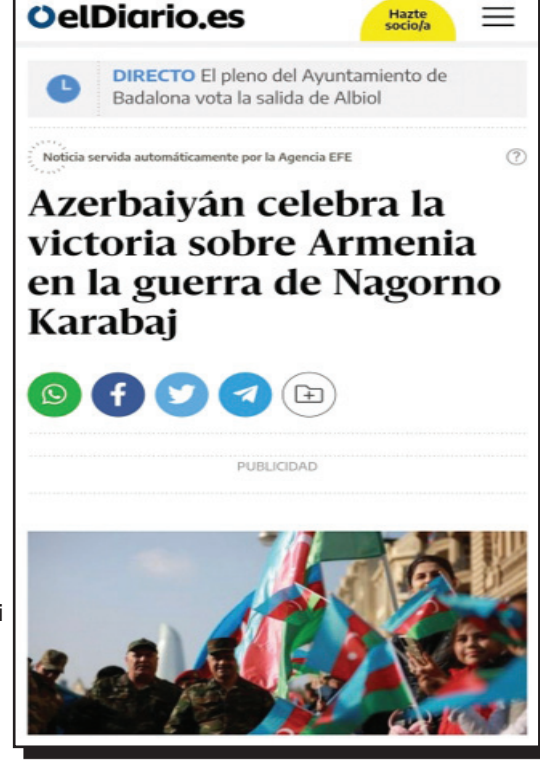 elDiario.es
Hazte
socio/a
DIRECTO El pleno del Ayuntamiento de
Badalona vota la salida de Albiol
Noticia servida automáticamente por la Agencia EFE
?
Azerbaiyán celebra la
victoria sobre Armenia
en la guerra de Nagorno
Karabaj
PUBLICIDAD
i